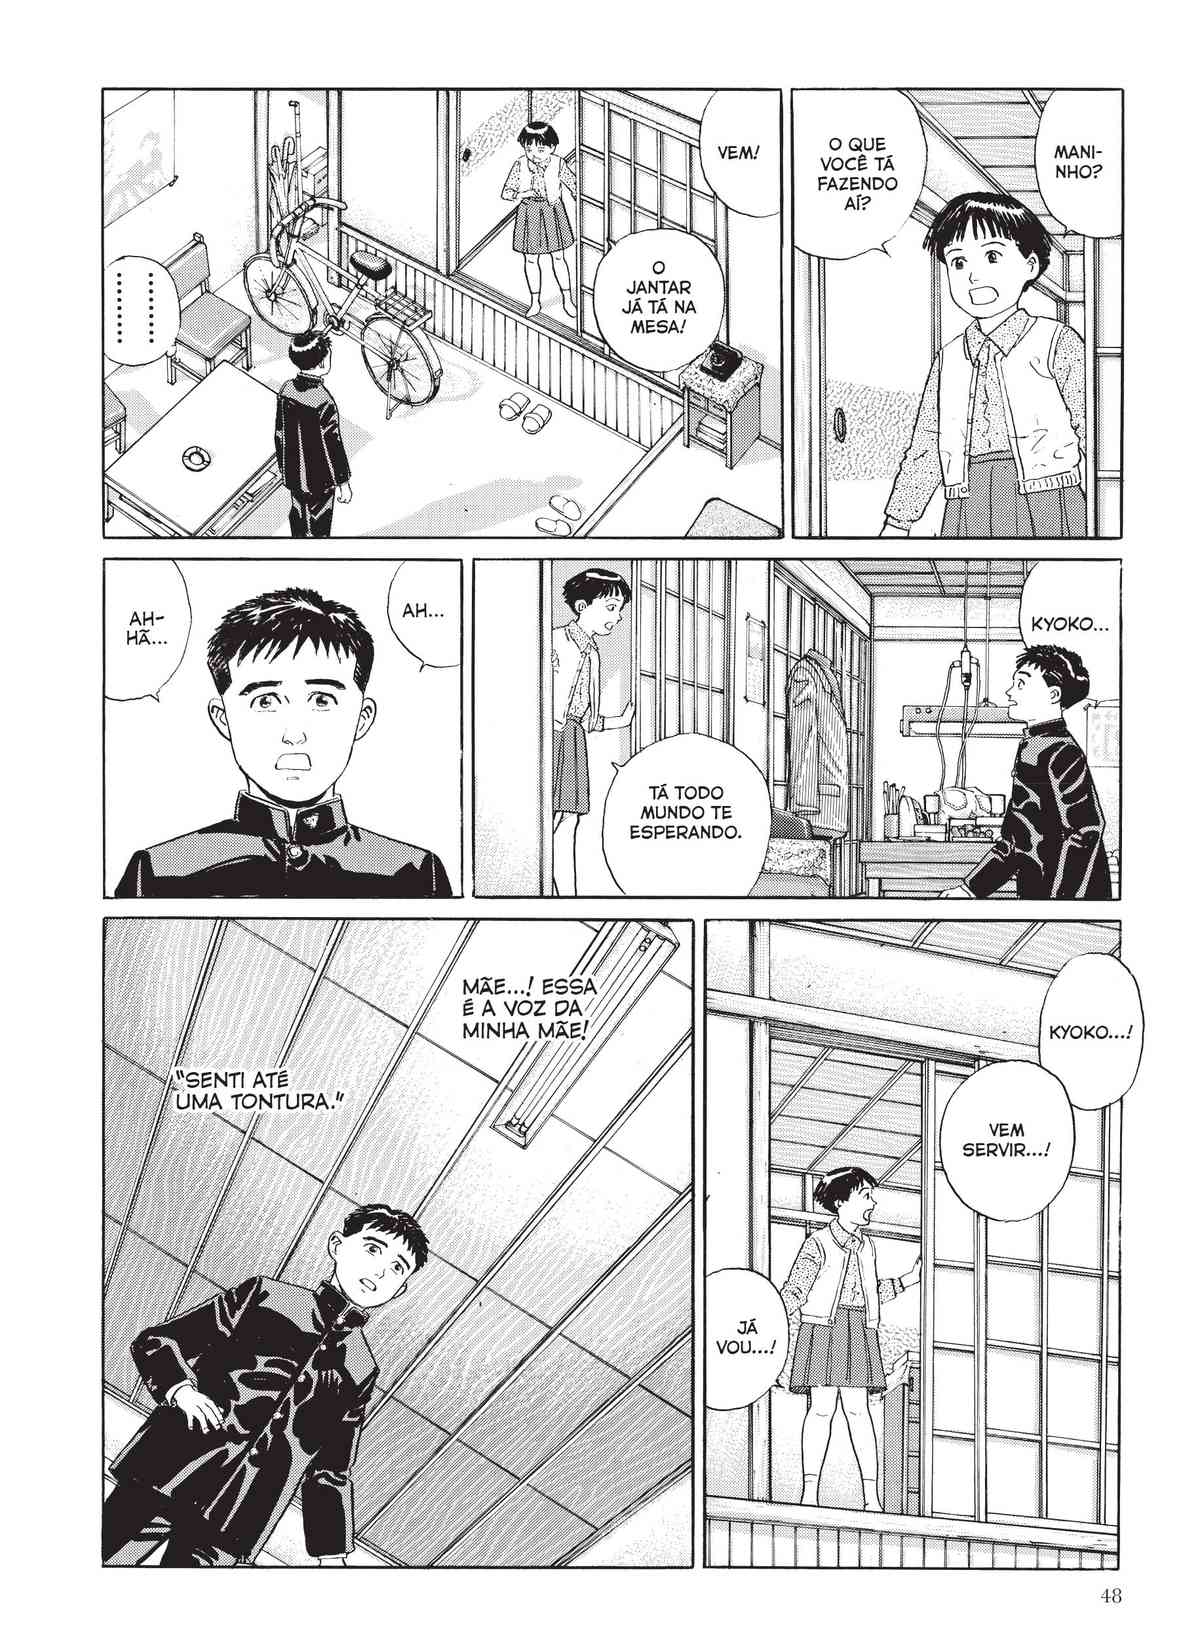 MANI-
NHO?
O QUE
VOCÊ TÁ
FAZENDO
AÍ?
VEM!
O
JANTAR
JÁ TÁ NA
MESA!
KYOKO...
TÁ TODO
MUNDO TE
ESPERANDO.
AH...
AH-
HÃ...
KYOKO...!
VEM
SERVIR...!
JÁ
VOU...!
MÃE...! ESSA
É A VOZ DA
MINHA MÃE!
"SENTI ATÉ
UMA TONTURA."
48